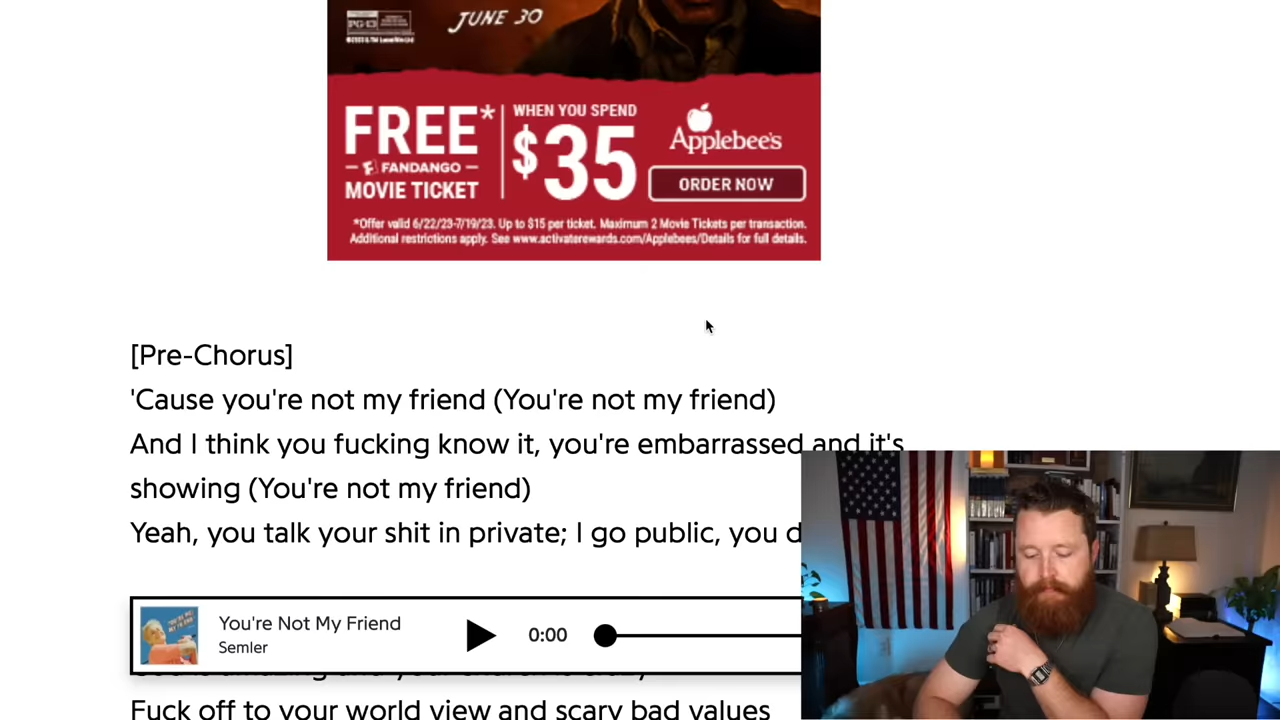 JUNE 30
PG-13
FREE*
FANDANGO
MOVIE TICKET
WHEN YOU SPEND
$35
Applebee's
ORDER NOW
*Offer valid 6/22/23-7/19/23. Up to $15 per ticket. Maximum 2 Movie Tickets per transaction.
Additional restrictions apply. See www.activaterewards.com/Applebees/Details for full details.
[Pre-Chorus]
'Cause you're not my friend (You're not my friend)
And I think you fucking know it, you're embarrassed and it's
showing (You're not my friend)
Yeah, you talk your shit in private; I go public, you d
You're Not My Friend
Semler
0:00
Fuck off to your world view and scary bad values